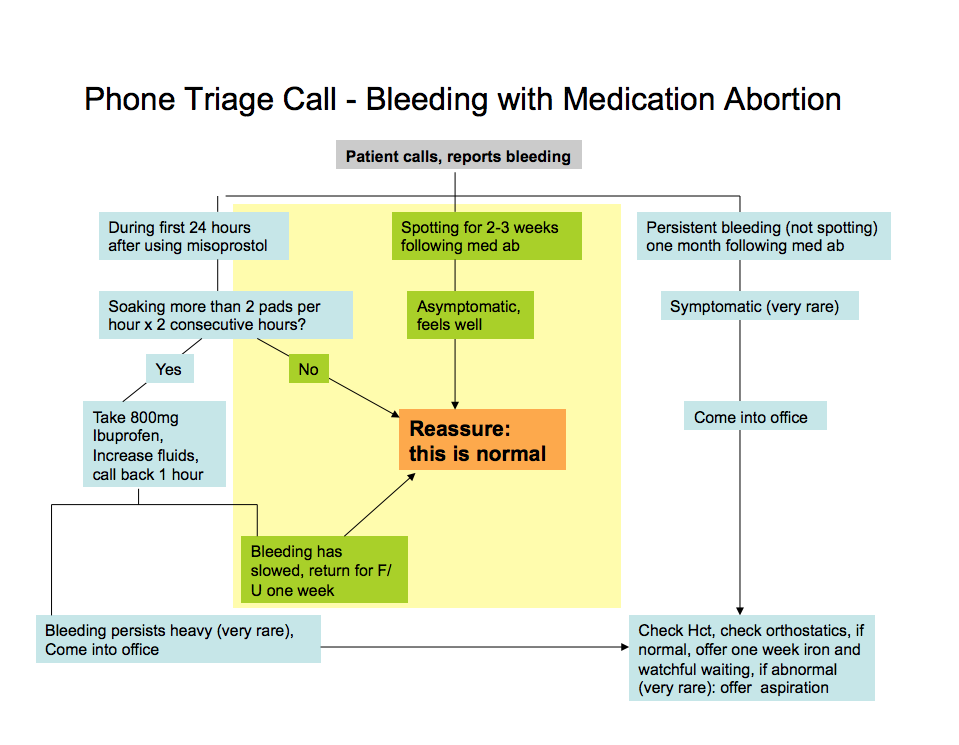 Phone Triage Call - Bleeding with Medication Abortion
Patient calls, reports bleeding
During first 24 hours
after using misoprostol
Spotting for 2-3 weeks
following med ab
Persistent bleeding (not spotting)
one month following med ab
Soaking more than 2 pads per
hour x 2 consecutive hours?
Asymptomatic,
feels well
Symptomatic (very rare)
Yes
No
Take 800mg
Ibuprofen,
Increase fluids,
call back 1 hour
Reassure:
this is normal
Come into office
Bleeding has
slowed, return for F/
U one week
Bleeding persists heavy (very rare),
Come into office
Check Hct, check orthostatics, if
normal, offer one week iron and
watchful waiting, if abnormal
(very rare): offer  aspiration